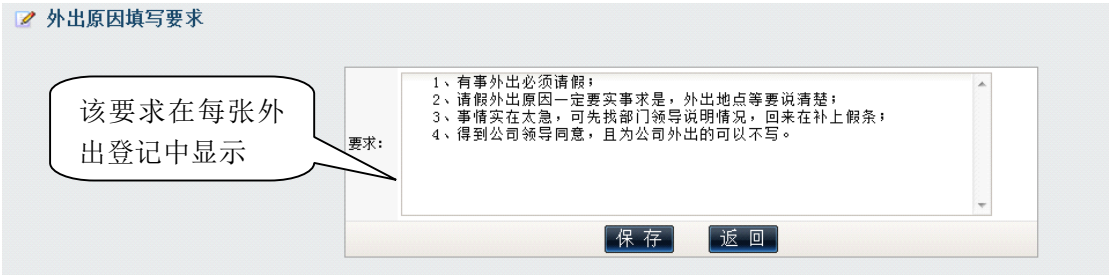 外出原因填写要求
该要求在每张外
出登记中显示
要求：
1、有事外出必须请假；
2、请假外出原因一定要实事求是，外出地点等要说清楚；
3、事情实在太急，可先找部门领导说明情况，回来在补上假条；
4、得到公司领导同意，且为公司外出的可以不写。
保 存
返 回